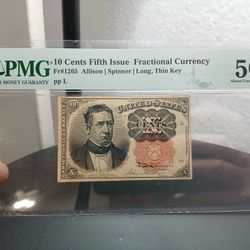 PMG
10 Cents Fifth Issue Fractional Currency
Fr#1265 Allison | Spinner | Long, Thin Key
pp L
MONEY GUARANTY
UNITED STATES
10
CENTS